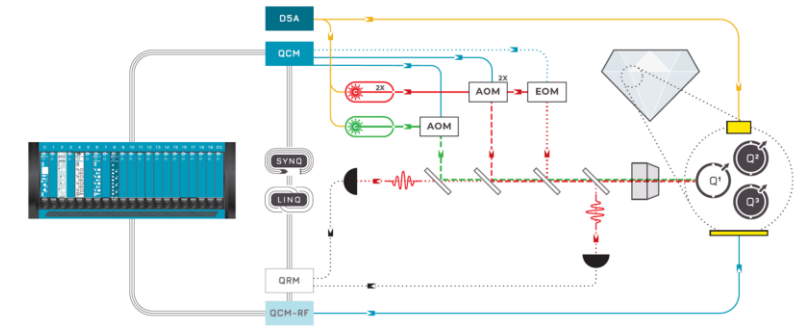 D5A
QCM
2X
AOM
2X
EOM
AOM
SYNQ
LINQ
Q¹
Q²
Q³
QRM
QCM-RF